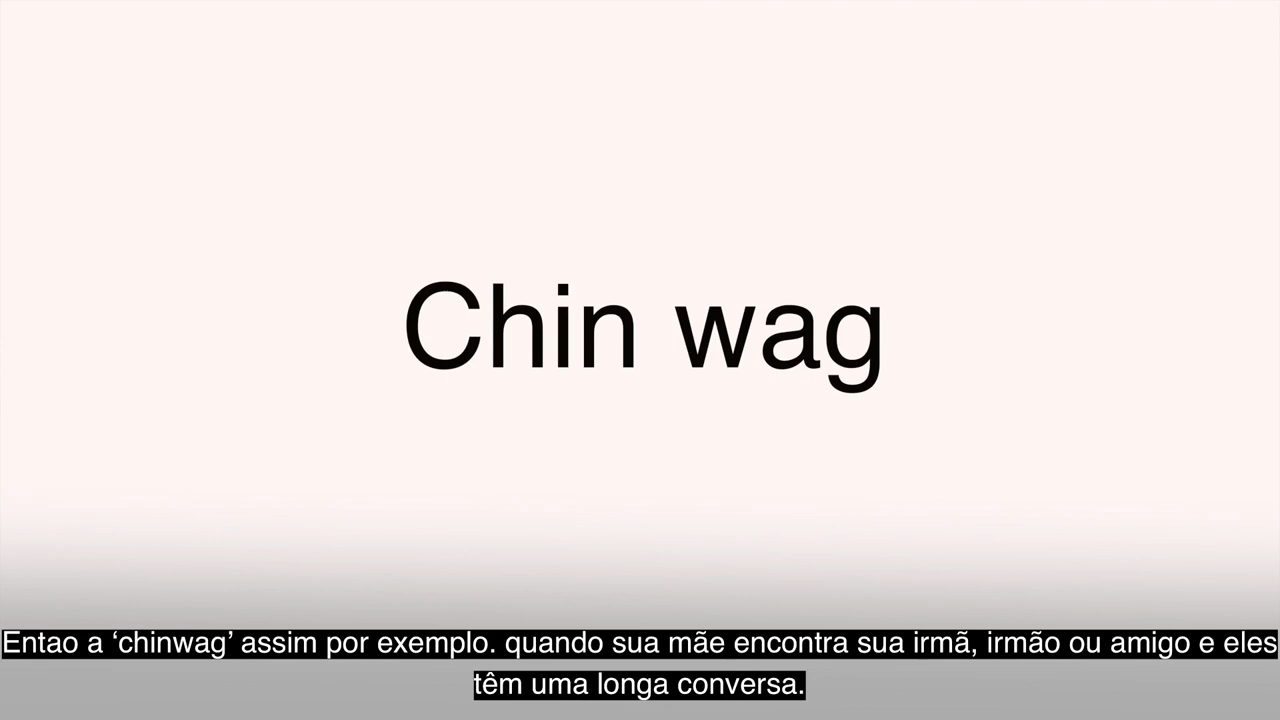 Chin wag
Entao a ‘chinwag’ assim por exemplo. quando sua mãe encontra sua irmã, irmão ou amigo e eles
têm uma longa conversa.